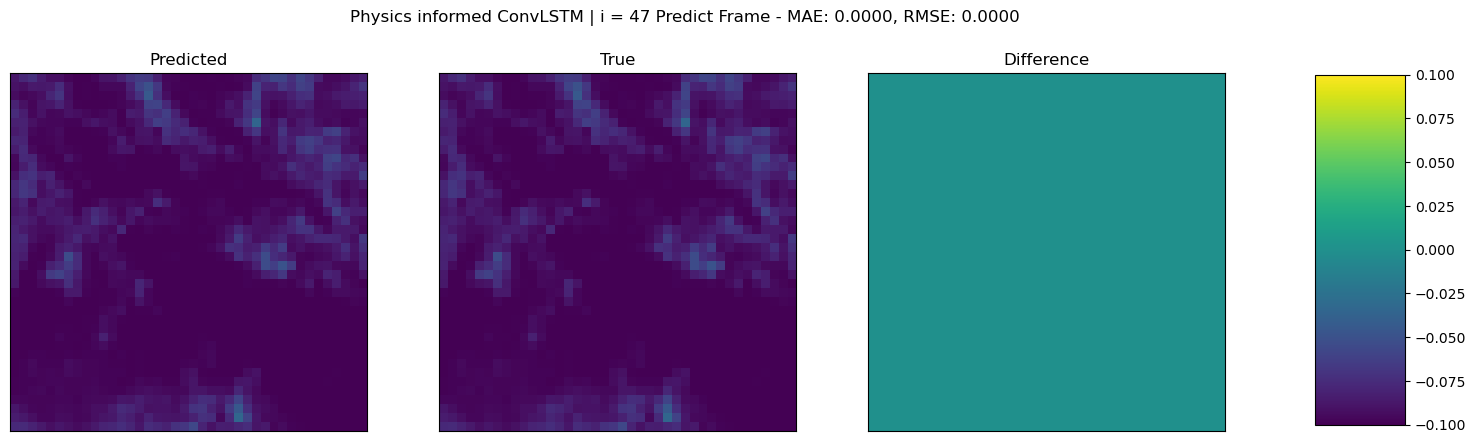 Physics informed ConvLSTM | i = 47 Predict Frame - MAE: 0.0000, RMSE: 0.0000
Predicted
True
Difference
0.100
0.075
0.050
0.025
0.000
−0.025
−0.050
−0.075
−0.100